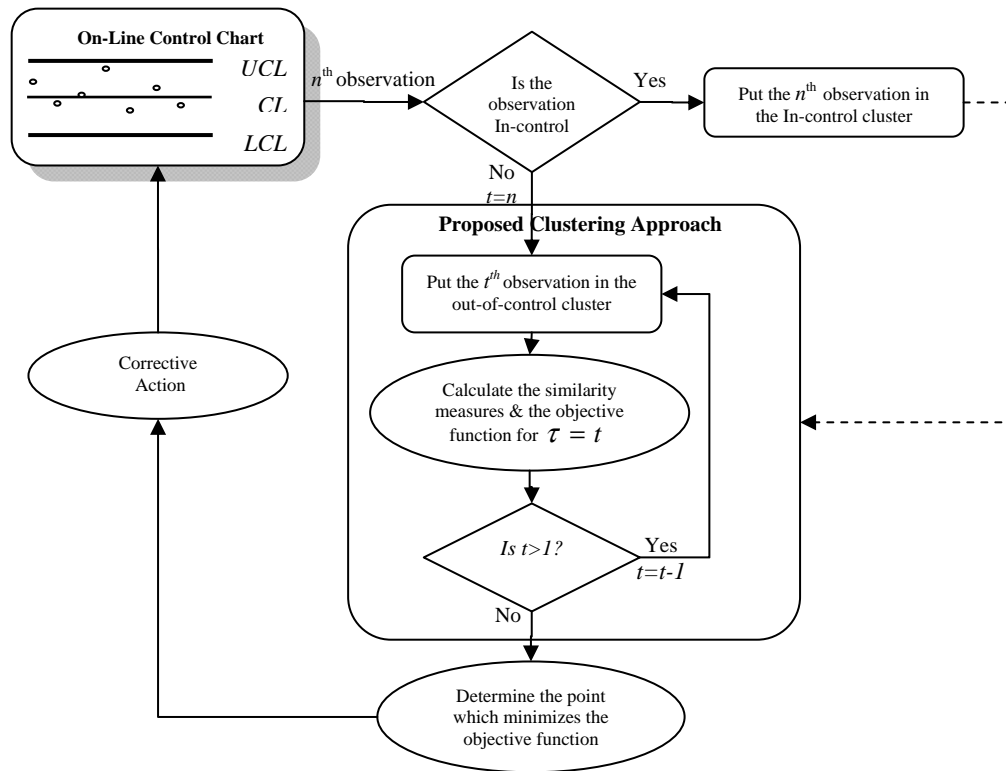 On-Line Control Chart
UCL
CL
LCL
nth observation
Is the
observation
In-control
Yes
Put the nth observation in
the In-control cluster
No
t=n
Proposed Clustering Approach
Put the tth observation in the
out-of-control cluster
Calculate the similarity
measures & the objective
function for τ = t
Is t>1?
Yes
t=t-1
No
Determine the point
which minimizes the
objective function
Corrective
Action